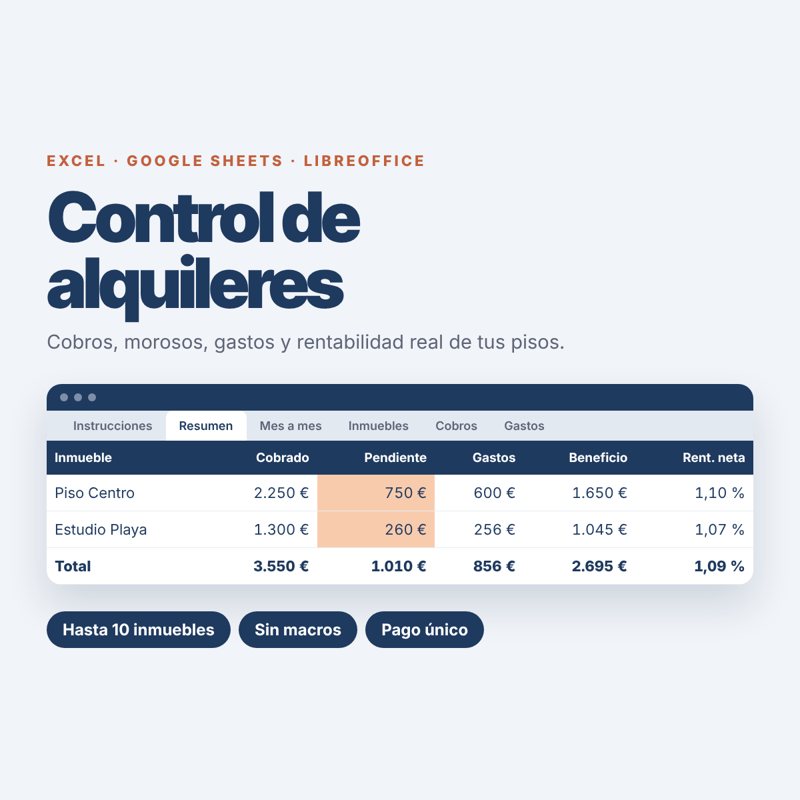 EXCEL · GOOGLE SHEETS · LIBREOFFICE
Control de
alquileres
Cobros, morosos, gastos y rentabilidad real de tus pisos.
Instrucciones Resumen Mes a mes Inmuebles Cobros Gastos
Inmueble Cobrado Pendiente Gastos Beneficio Rent. neta
Piso Centro 2.250 € 750 € 600 € 1.650 € 1,10 %
Estudio Playa 1.300 € 260 € 256 € 1.045 € 1,07 %
Total 3.550 € 1.010 € 856 € 2.695 € 1,09 %
Hasta 10 inmuebles Sin macros Pago único